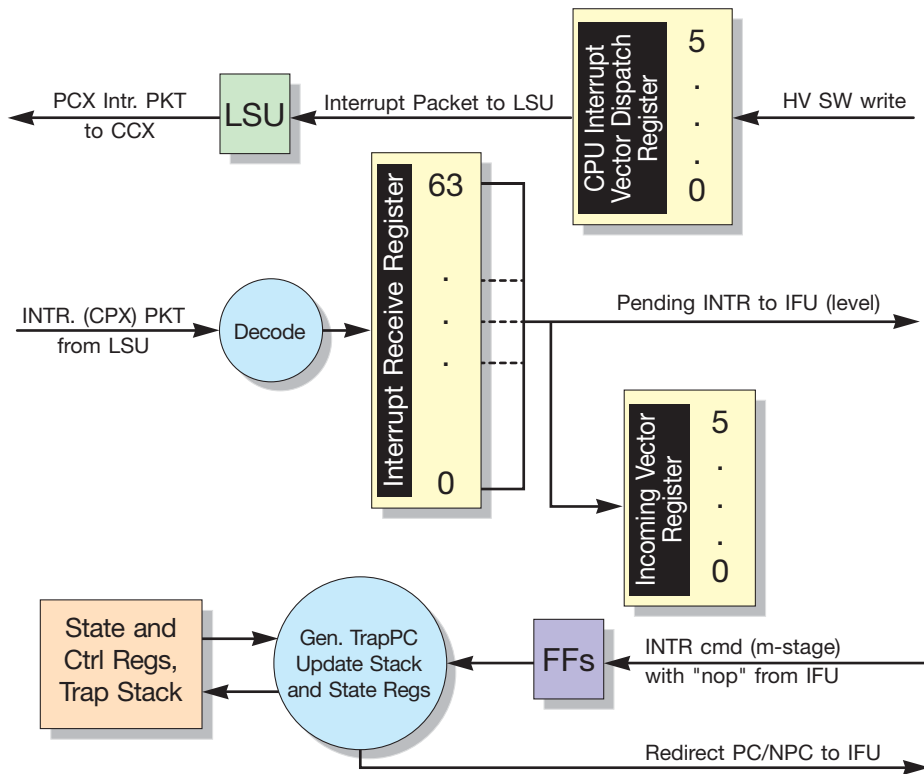 PCX Intr. PKT
to CCX
LSU
Interrupt Packet to LSU
CPU Interrupt
Vector Dispatch
Register
5
.
.
.
0
HV SW write
Interrupt Receive Register
63
.
.
.
0
INTR. (CPX) PKT
from LSU
Decode
Pending INTR to IFU (level)
Incoming Vector
Register
5
.
.
.
0
State and
Ctrl Regs,
Trap Stack
Gen. TrapPC
Update Stack
and State Regs
FFs
INTR cmd (m-stage)
with "nop" from IFU
Redirect PC/NPC to IFU